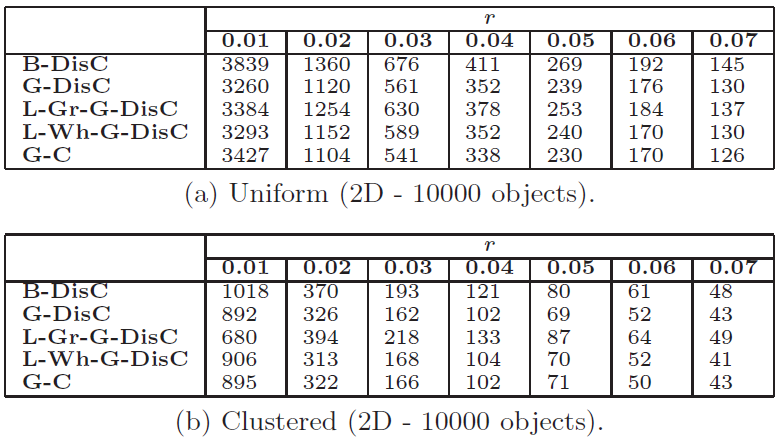 r
0.01 0.02 0.03 0.04 0.05 0.06 0.07
B-DisC 3839 1360 676 411 269 192 145
G-DisC 3260 1120 561 352 239 176 130
L-Gr-G-DisC 3384 1254 630 378 253 184 137
L-Wh-G-DisC 3293 1152 589 352 240 170 130
G-C 3427 1104 541 338 230 170 126
(a) Uniform (2D - 10000 objects).
r
0.01 0.02 0.03 0.04 0.05 0.06 0.07
B-DisC 1018 370 193 121 80 61 48
G-DisC 892 326 162 102 69 52 43
L-Gr-G-DisC 680 394 218 133 87 64 49
L-Wh-G-DisC 906 313 168 104 70 52 41
G-C 895 322 166 102 71 50 43
(b) Clustered (2D - 10000 objects).